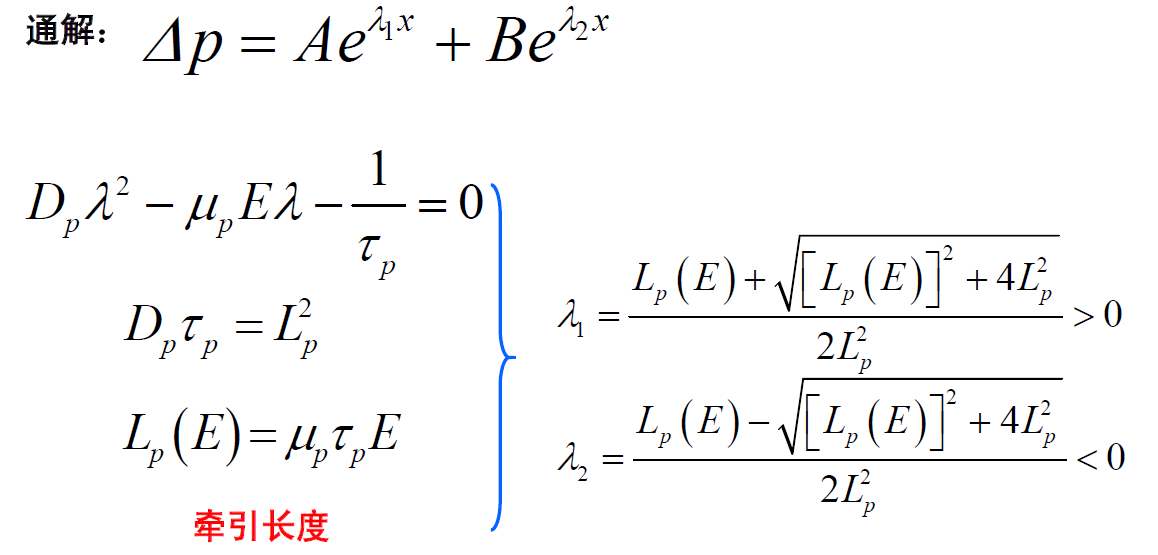 通解： Δp = Ae^{λ₁x} + Be^{λ₂x}
D_p λ² − μ_p Eλ − 1/τ_p = 0
D_p τ_p = L_p²
L_p(E) = μ_p τ_p E
牵引长度
λ₁ = (L_p(E) + √([L_p(E)]² + 4L_p²)) / (2L_p²) > 0
λ₂ = (L_p(E) − √([L_p(E)]² + 4L_p²)) / (2L_p²) < 0